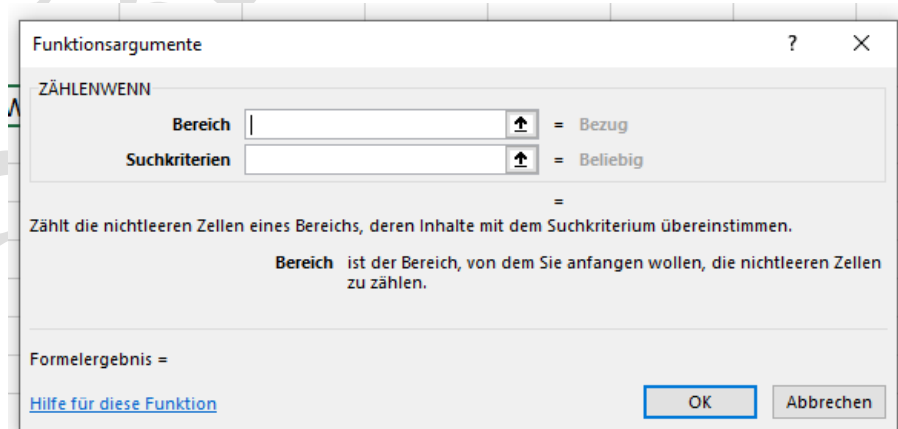 Funktionsargumente ? ×
ZÄHLENWENN
Bereich = Bezug
Suchkriterien = Beliebig
=
Zählt die nichtleeren Zellen eines Bereichs, deren Inhalte mit dem Suchkriterium übereinstimmen.
Bereich ist der Bereich, von dem Sie anfangen wollen, die nichtleeren Zellen
zu zählen.
Formelergebnis =
Hilfe für diese Funktion OK Abbrechen